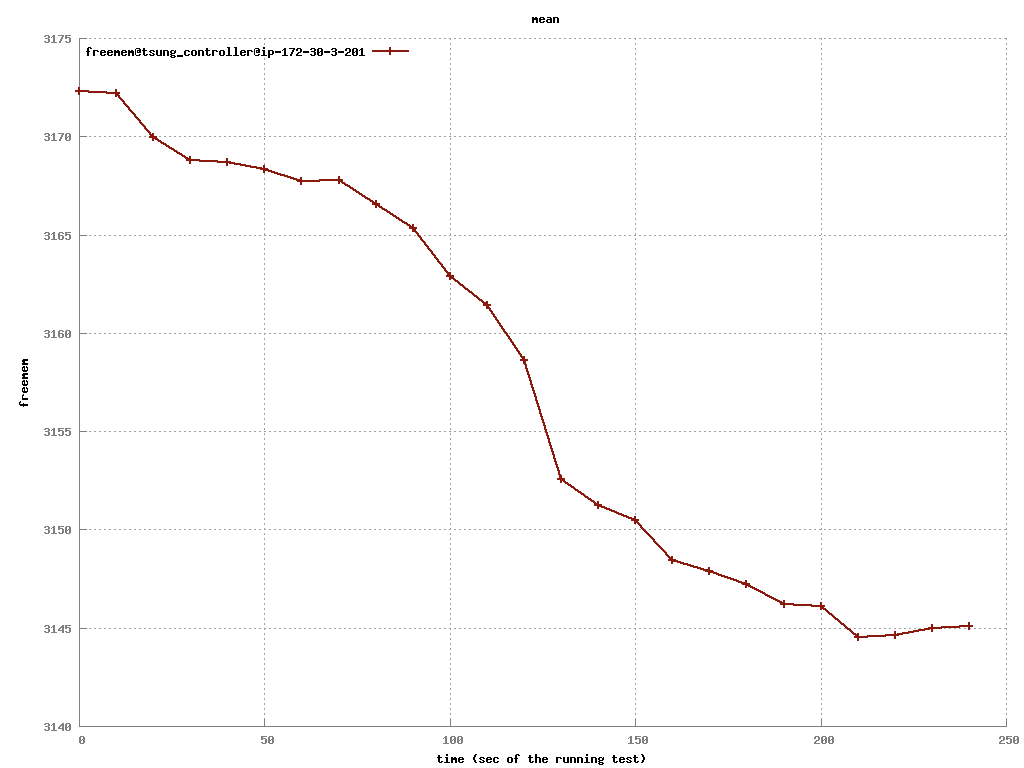 mean
3175
freemem@tsung_controller@ip-172-30-3-201
3170
3165
3160
freemem
3155
3150
3145
3140
0 50 100 150 200 250
time (sec of the running test)